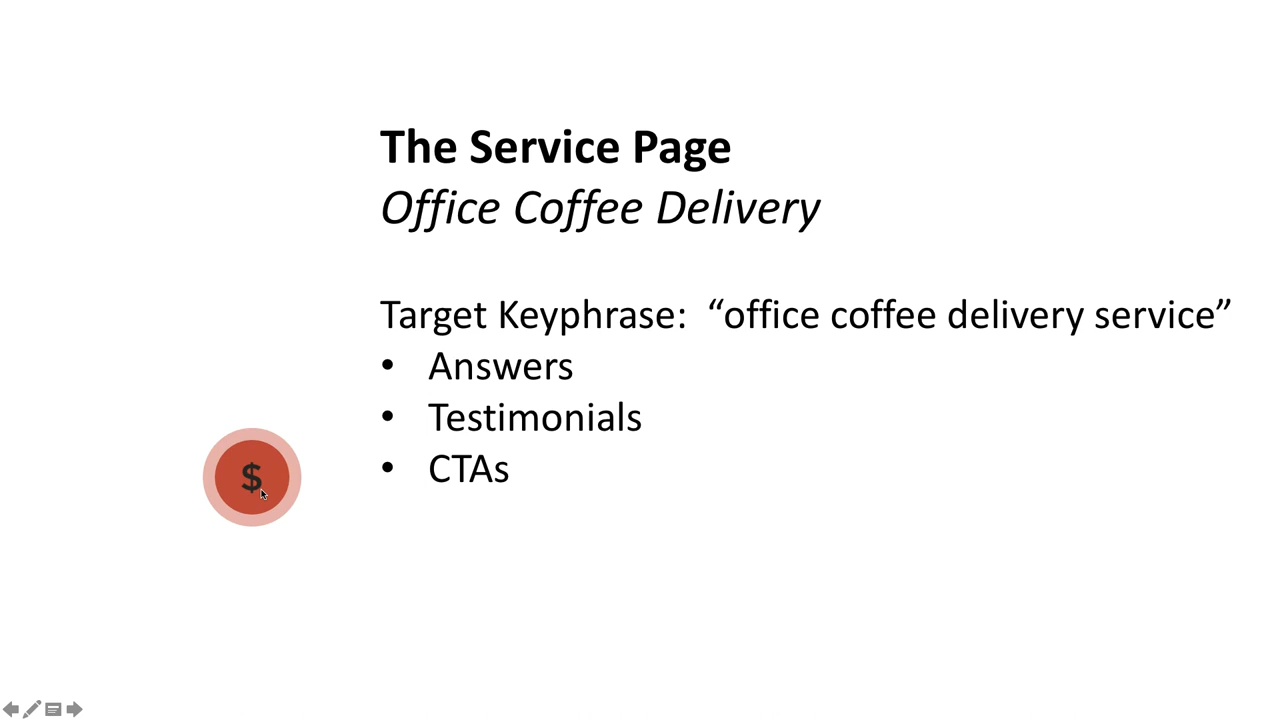 The Service Page
Office Coffee Delivery
Target Keyphrase: “office coffee delivery service”
• Answers
• Testimonials
• CTAs
$